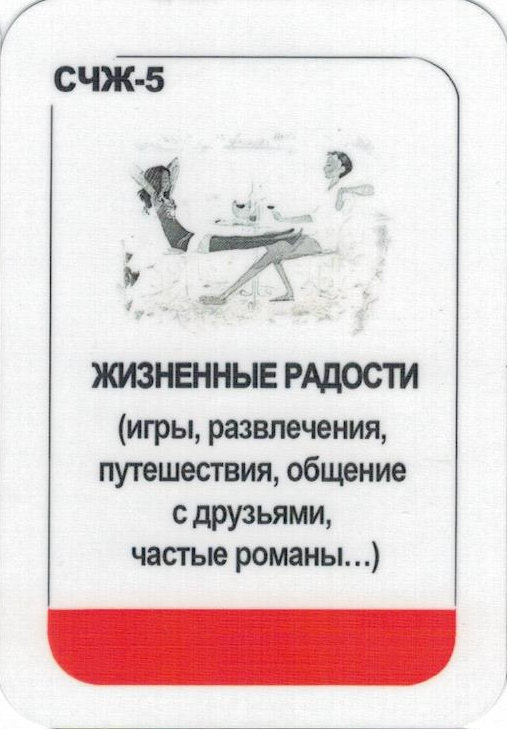 СЧЖ-5
ЖИЗНЕННЫЕ РАДОСТИ
(игры, развлечения,
путешествия, общение
с друзьями,
частые романы...)